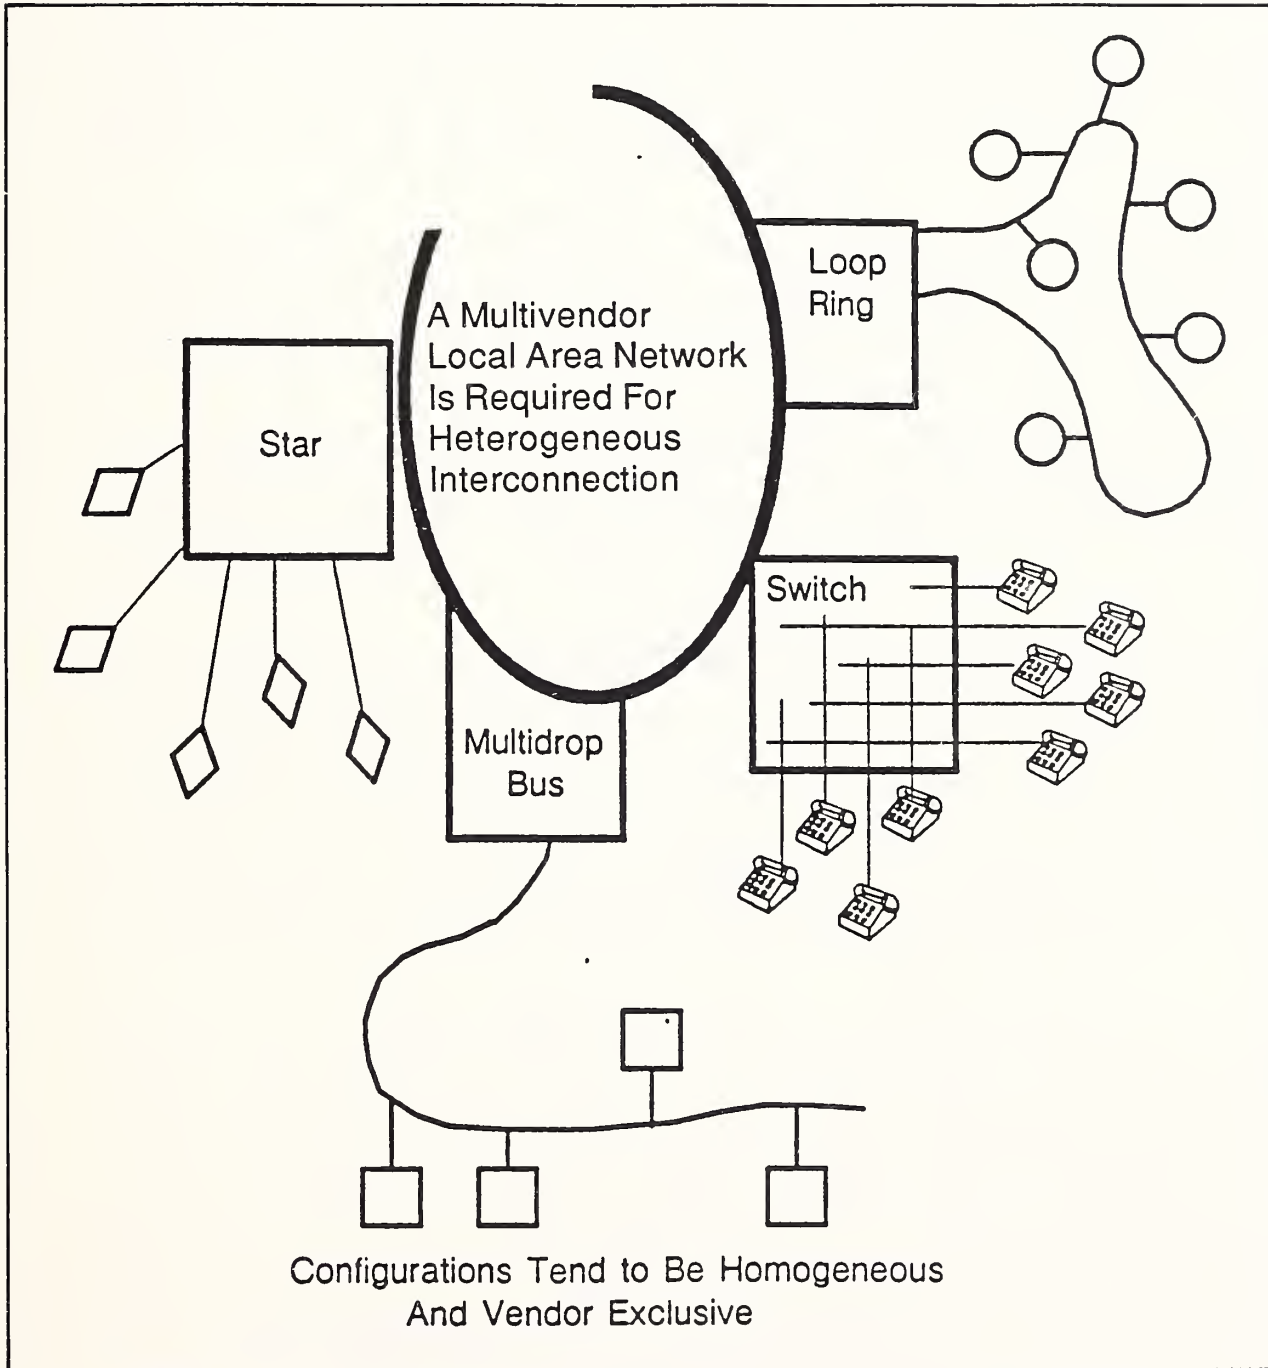 Loop
Ring
A Multivendor
Local Area Network
Is Required For
Heterogeneous
Interconnection
Star
Switch
Multidrop
Bus
Configurations Tend to Be Homogeneous
And Vendor Exclusive